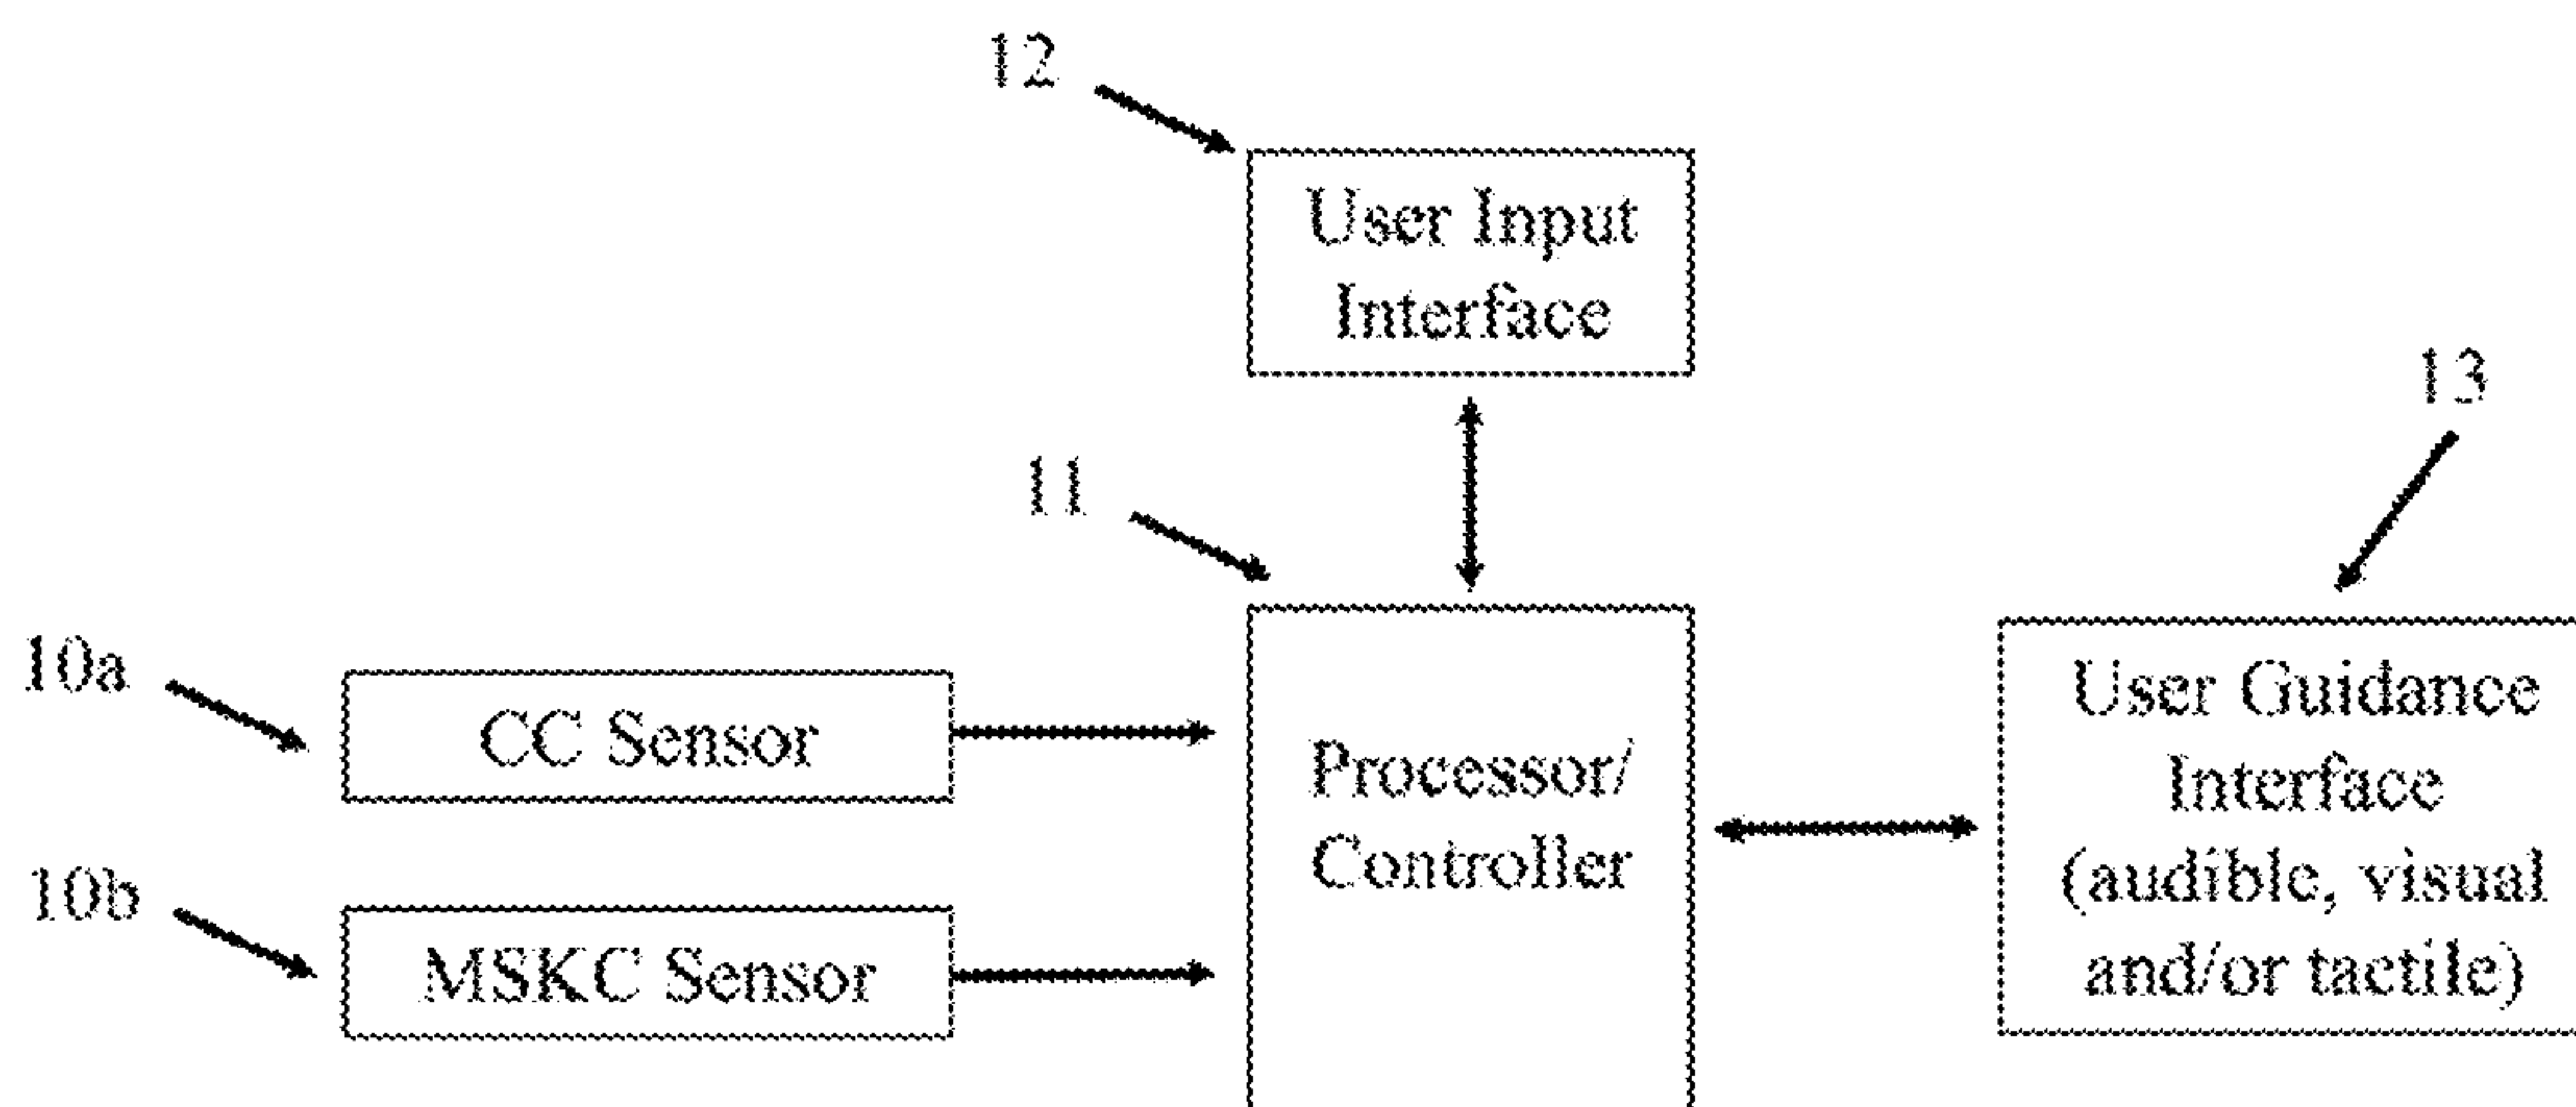 12
User Input
Interface
13
11
10a
CC Sensor
Processor/
Controller
User Guidance
Interface
(audible, visual
and/or tactile)
10b
MSKC Sensor